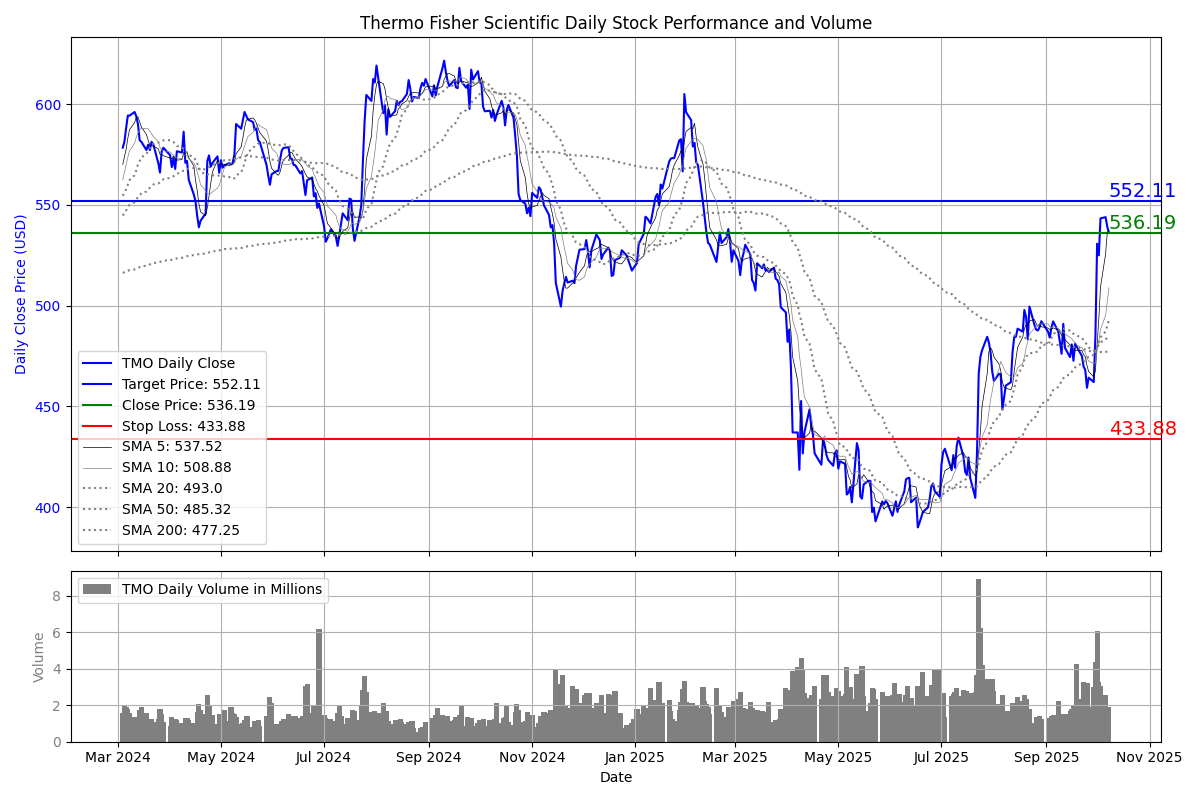 Thermo Fisher Scientific Daily Stock Performance and Volume
Daily Close Price (USD)
600
550
500
450
400
552.11
536.19
433.88
TMO Daily Close
Target Price: 552.11
Close Price: 536.19
Stop Loss: 433.88
SMA 5: 537.52
SMA 10: 508.88
SMA 20: 493.0
SMA 50: 485.32
SMA 200: 477.25
TMO Daily Volume in Millions
Volume
8
6
4
2
0
Mar 2024 May 2024 Jul 2024 Sep 2024 Nov 2024 Jan 2025 Mar 2025 May 2025 Jul 2025 Sep 2025 Nov 2025
Date